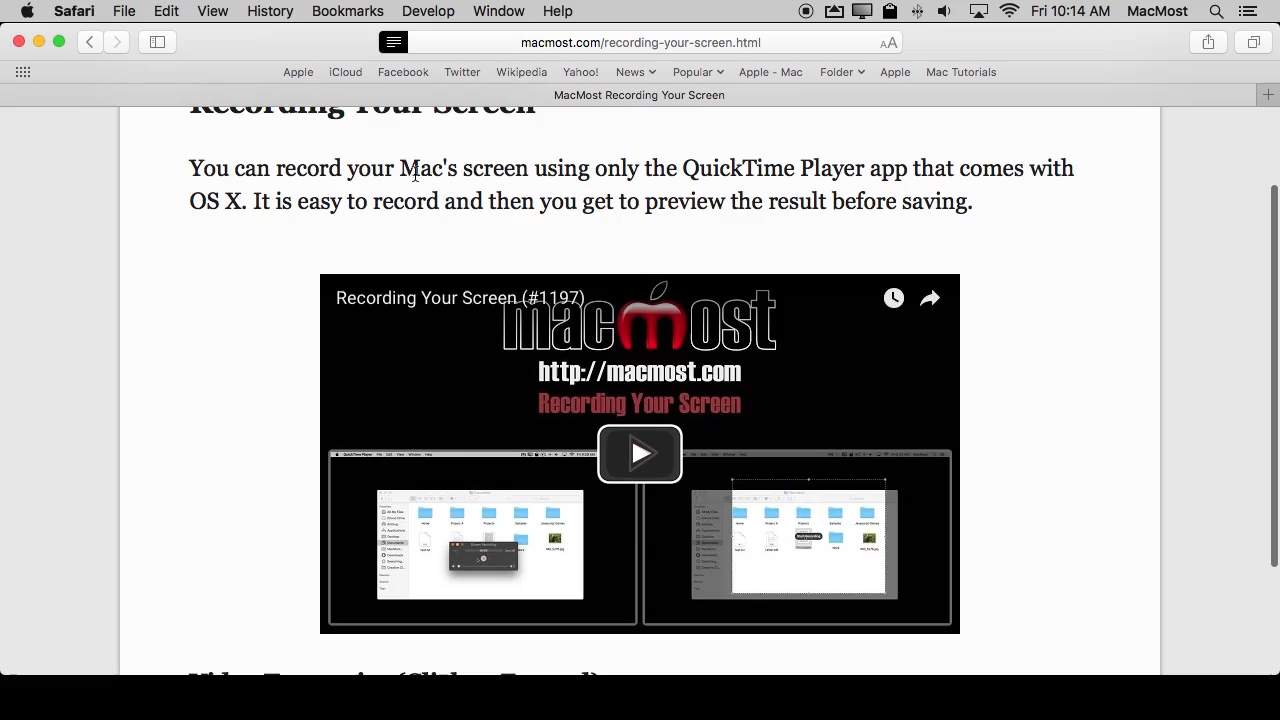 Safari File Edit View History Bookmarks Develop Window Help Fri 10:14 AM MacMost
macmost.com/recording-your-screen.html AA
Apple iCloud Facebook Twitter Wikipedia Yahoo! News Popular Apple - Mac Folder Apple Mac Tutorials
MacMost Recording Your Screen
Recording Your Screen
You can record your Mac's screen using only the QuickTime Player app that comes with
OS X. It is easy to record and then you get to preview the result before saving.
Recording Your Screen (#1197)
macmost
http://macmost.com
Recording Your Screen
Start Recording